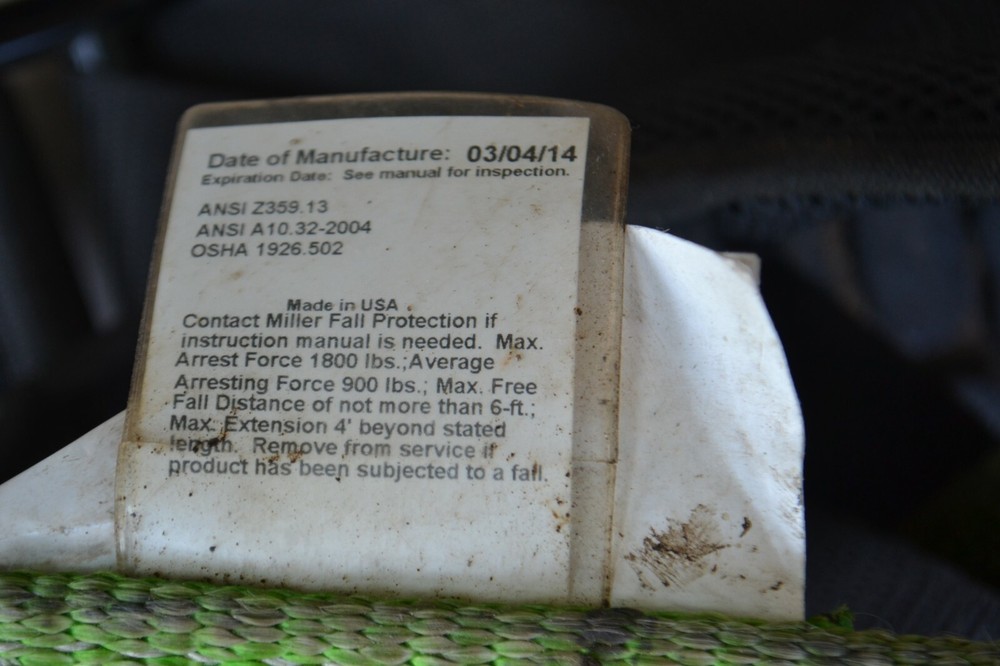 Date of Manufacture: 03/04/14
Expiration Date: See manual for inspection.
ANSI Z359.13
ANSI A10.32-2004
OSHA 1926.502
Made in USA
Contact Miller Fall Protection if
instruction manual is needed. Max.
Arrest Force 1800 lbs.;Average
Arresting Force 900 lbs.; Max. Free
Fall Distance of not more than 6-ft.;
Max. Extension 4' beyond stated
length. Remove from service if
product has been subjected to a fall.